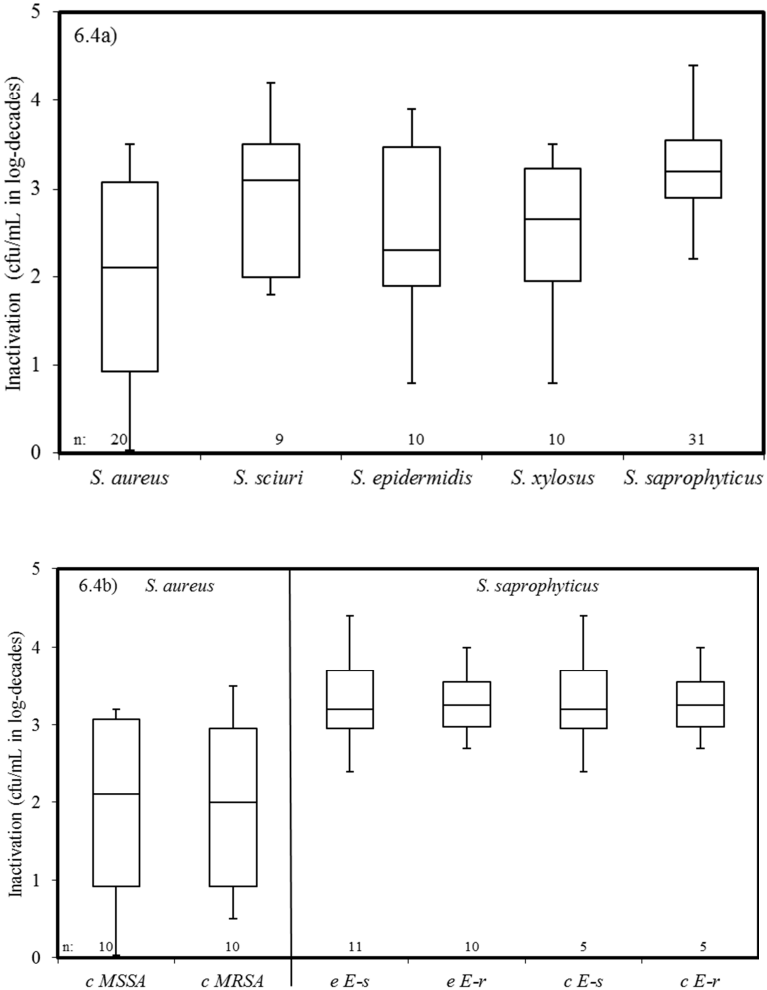 5
6.4a)
4
3
2
1
0
Inactivation (cfu/mL in log-decades)
n: 20 9 10 10 31
S. aureus S. sciuri S. epidermidis S. xylosus S. saprophyticus
5
6.4b) S. aureus S. saprophyticus
4
3
2
1
0
Inactivation (cfu/mL in log-decades)
n: 10 10 11 10 5 5
c MSSA c MRSA e E-s e E-r c E-s c E-r